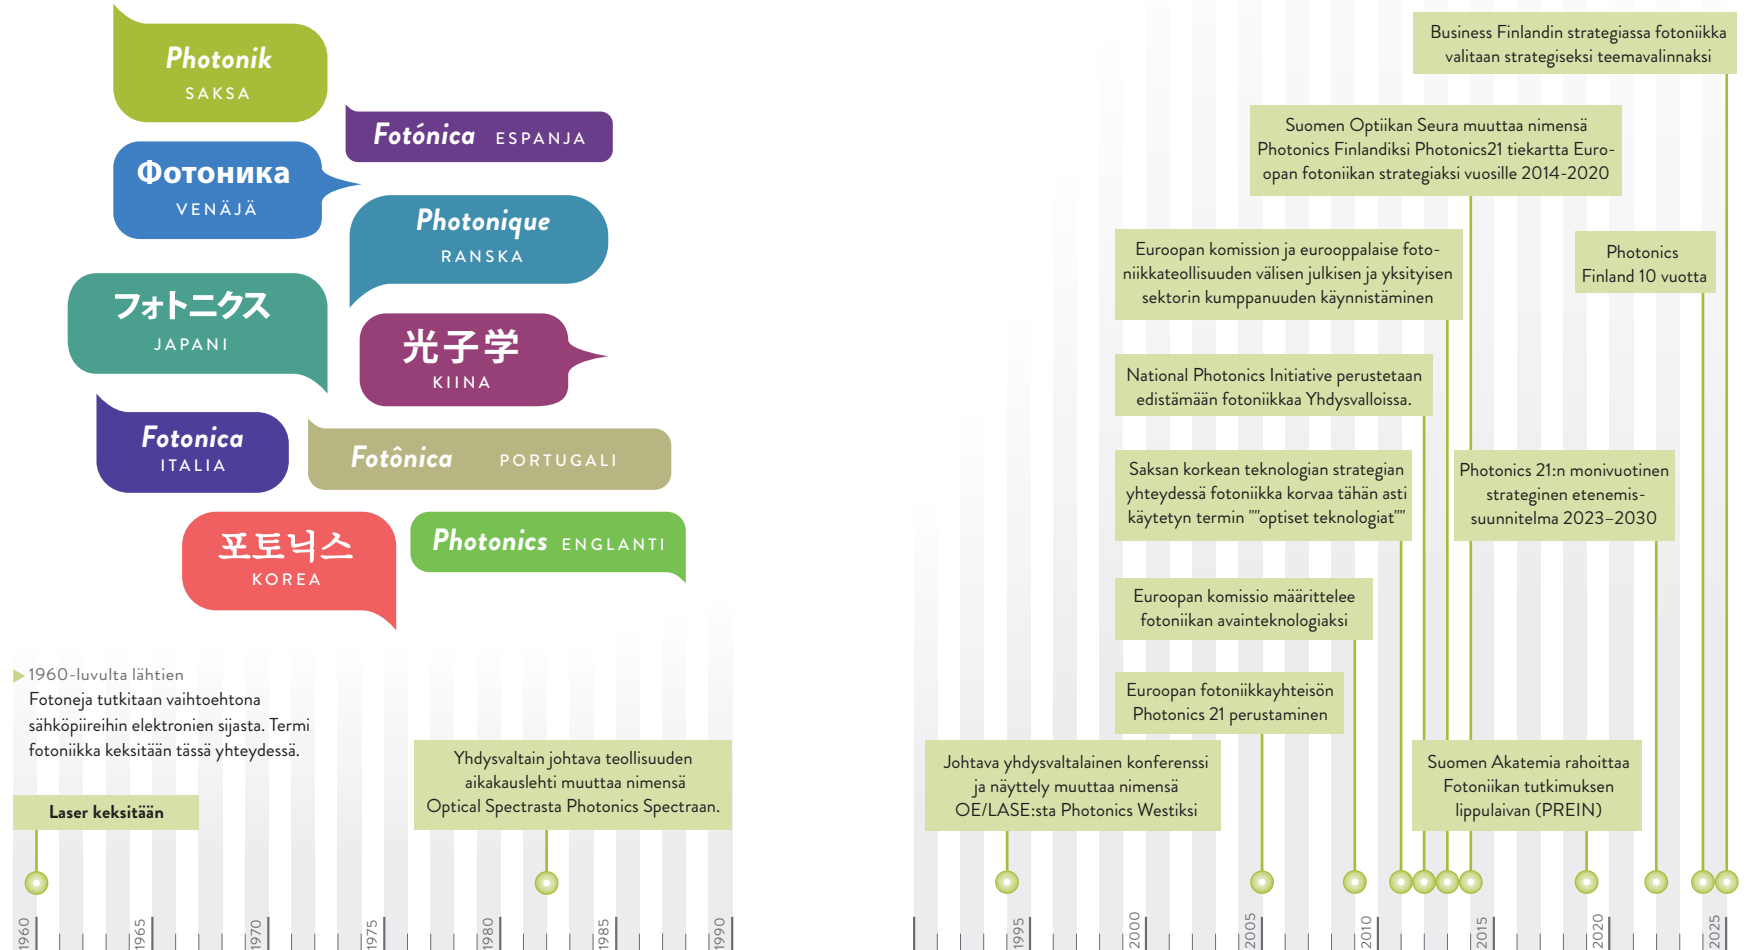 Photonik
SAKSA
Fotónica ESPANJA
Фотоника
VENÄJÄ
Photonique
RANSKA
フォトニクス
JAPANI
光子学
KIINA
Fotonica
ITALIA
Fotônica PORTUGALI
포토닉스
KOREA
Photonics ENGLANTI
1960-luvulta lähtien
Fotoneja tutkitaan vaihtoehtona
sähköpiireihin elektronien sijasta. Termi
fotoniikka keksitään tässä yhteydessä.
Laser keksitään
Yhdysvaltain johtava teollisuuden
aikakauslehti muuttaa nimensä
Optical Spectrasta Photonics Spectraan.
Business Finlandin strategiassa fotoniikka
valitaan strategiseksi teemavalinnaksi
Suomen Optiikan Seura muuttaa nimensä
Photonics Finlandiksi Photonics21 tiekartta Euro-
opan fotoniikan strategiaksi vuosille 2014-2020
Euroopan komission ja eurooppalaise foto-
niikkateollisuuden välisen julkisen ja yksityisen
sektorin kumppanuuden käynnistäminen
Photonics
Finland 10 vuotta
National Photonics Initiative perustetaan
edistämään fotoniikkaa Yhdysvalloissa.
Saksan korkean teknologian strategian
yhteydessä fotoniikka korvaa tähän asti
käytetyn termin ""optiset teknologiat""
Photonics 21:n monivuotinen
strateginen etenemis-
suunnitelma 2023–2030
Euroopan komissio määrittelee
fotoniikan avainteknologiaksi
Euroopan fotoniikkayhteisön
Photonics 21 perustaminen
Johtava yhdysvaltalainen konferenssi
ja näyttely muuttaa nimensä
OE/LASE:sta Photonics Westiksi
Suomen Akatemia rahoittaa
Fotoniikan tutkimuksen
lippulaivan (PREIN)
1960
1965
1970
1975
1980
1985
1990
1995
2000
2005
2010
2015
2020
2025